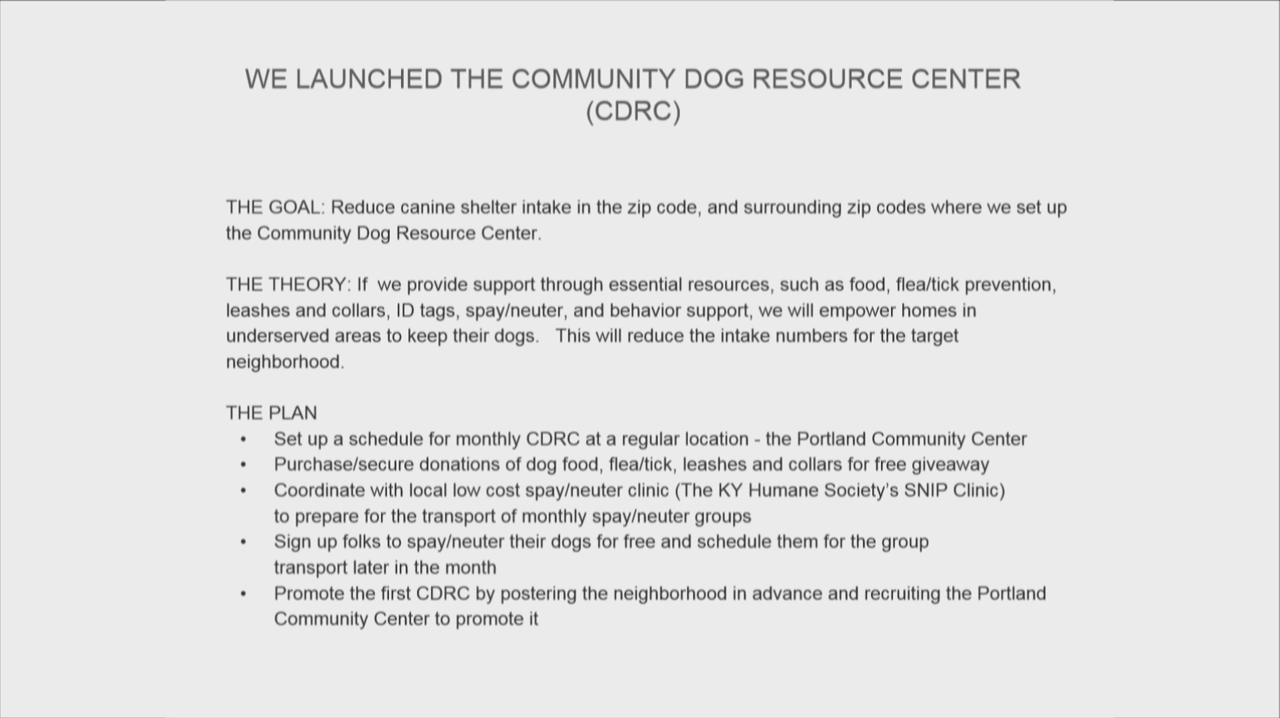 WE LAUNCHED THE COMMUNITY DOG RESOURCE CENTER
(CDRC)
THE GOAL: Reduce canine shelter intake in the zip code, and surrounding zip codes where we set up
the Community Dog Resource Center.
THE THEORY: If  we provide support through essential resources, such as food, flea/tick prevention,
leashes and collars, ID tags, spay/neuter, and behavior support, we will empower homes in
underserved areas to keep their dogs.   This will reduce the intake numbers for the target
neighborhood.
THE PLAN
• Set up a schedule for monthly CDRC at a regular location - the Portland Community Center
• Purchase/secure donations of dog food, flea/tick, leashes and collars for free giveaway
• Coordinate with local low cost spay/neuter clinic (The KY Humane Society’s SNIP Clinic)
to prepare for the transport of monthly spay/neuter groups
• Sign up folks to spay/neuter their dogs for free and schedule them for the group
transport later in the month
• Promote the first CDRC by postering the neighborhood in advance and recruiting the Portland
Community Center to promote it